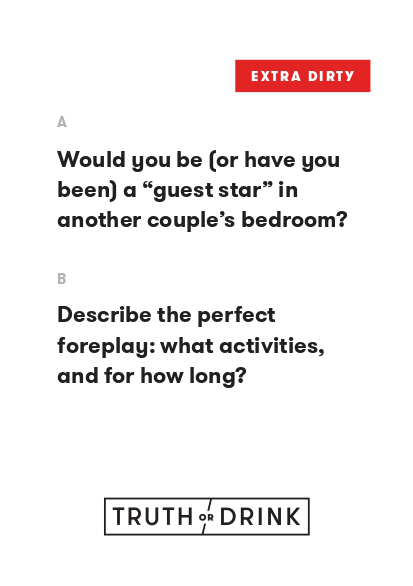 EXTRA DIRTY
A
Would you be (or have you
been) a “guest star” in
another couple’s bedroom?
B
Describe the perfect
foreplay: what activities,
and for how long?
TRUTH OR DRINK